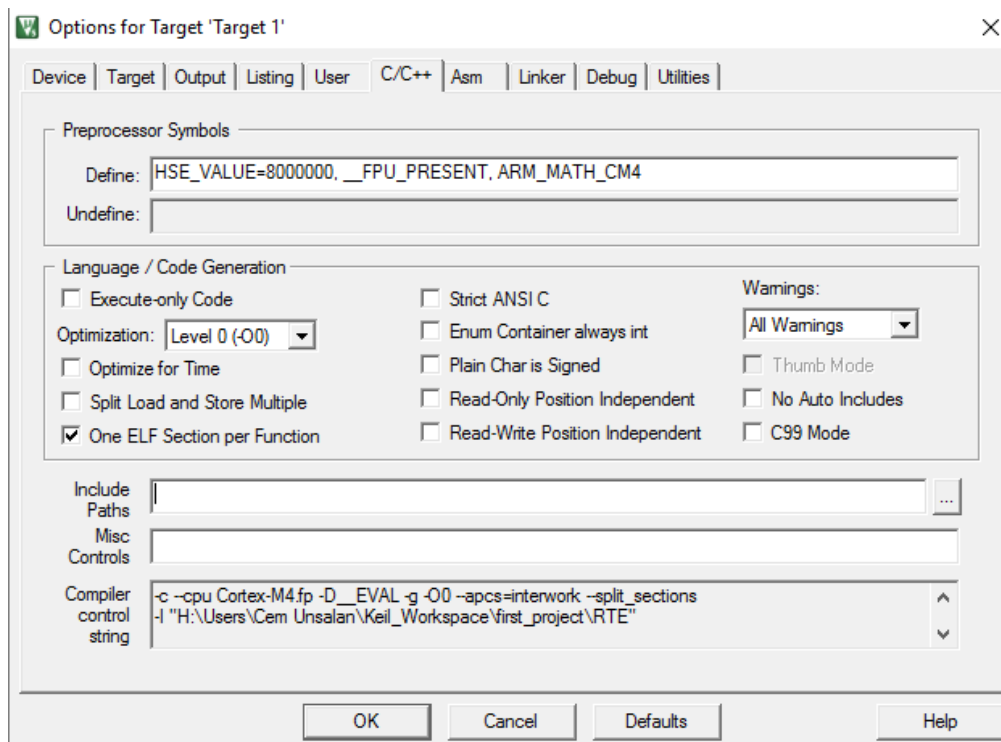 Options for Target 'Target 1'
Device Target Output Listing User C/C++ Asm Linker Debug Utilities
Preprocessor Symbols
Define: HSE_VALUE=8000000, __FPU_PRESENT, ARM_MATH_CM4
Undefine:
Language / Code Generation
Execute-only Code
Optimization: Level 0 (-O0)
Optimize for Time
Split Load and Store Multiple
One ELF Section per Function
Strict ANSI C
Enum Container always int
Plain Char is Signed
Read-Only Position Independent
Read-Write Position Independent
Warnings:
All Warnings
Thumb Mode
No Auto Includes
C99 Mode
Include
Paths
...
Misc
Controls
Compiler
control
string
-c --cpu Cortex-M4.fp -D__EVAL -g -O0 --apcs=interwork --split_sections
-I "H:\Users\Cem Unsalan\Keil_Workspace\first_project\RTE"
OK Cancel Defaults Help